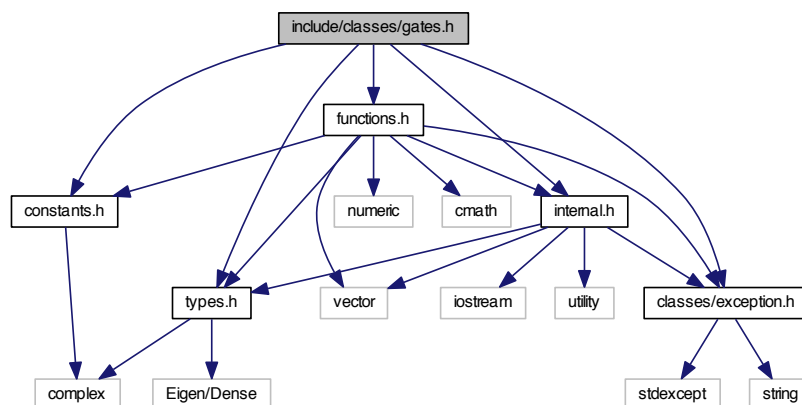 include/classes/gates.h
functions.h
constants.h
numeric
cmath
internal.h
types.h
vector
iostream
utility
classes/exception.h
complex
Eigen/Dense
stdexcept
string